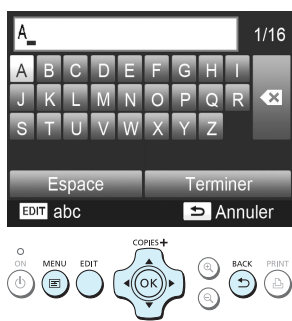 A_ 1/16
A B C D E F G H I
J K L M N O P Q R
S T U V W X Y Z
Espace Terminer
EDIT abc Annuler
COPIES+
ON MENU EDIT BACK PRINT
OK